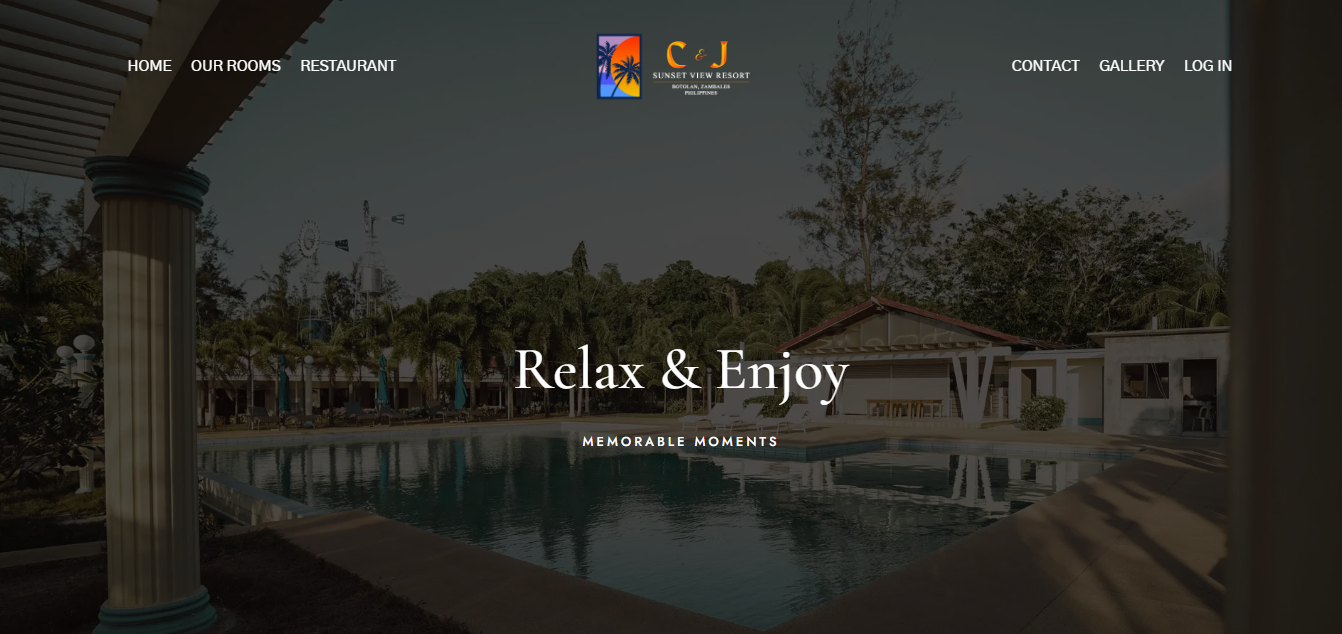 HOME OUR ROOMS RESTAURANT
C & J
SUNSET VIEW RESORT
BOTOLAN, ZAMBALES
PHILIPPINES
CONTACT GALLERY LOG IN
Relax & Enjoy
MEMORABLE MOMENTS